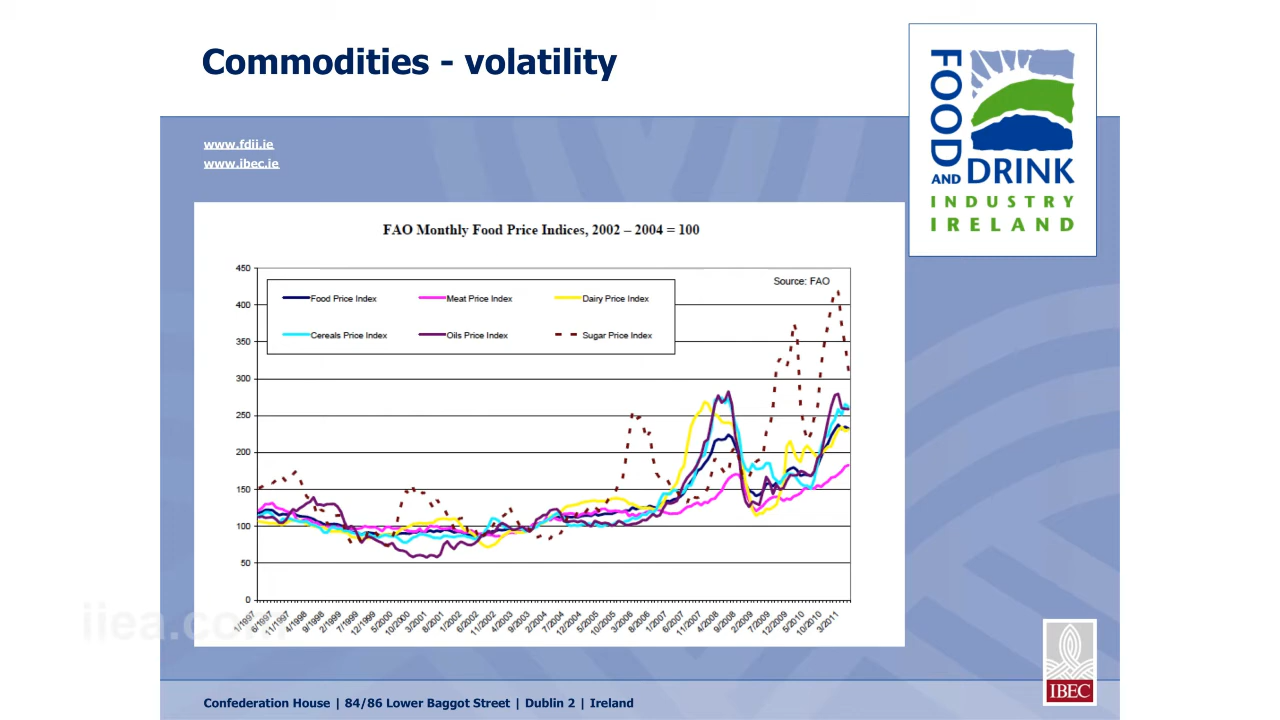 Commodities - volatility
FOOD
AND DRINK
INDUSTRY
IRELAND
www.fdii.ie
www.ibec.ie
FAO Monthly Food Price Indices, 2002 – 2004 = 100
Source: FAO
Food Price Index
Meat Price Index
Dairy Price Index
Cereals Price Index
Oils Price Index
Sugar Price Index
450
400
350
300
250
200
150
100
50
0
1/1997
6/1997
11/1997
4/1998
9/1998
2/1999
7/1999
12/1999
5/2000
10/2000
3/2001
8/2001
1/2002
6/2002
11/2002
4/2003
9/2003
2/2004
7/2004
12/2004
5/2005
10/2005
3/2006
8/2006
1/2007
6/2007
11/2007
4/2008
9/2008
2/2009
7/2009
12/2009
5/2010
10/2010
3/2011
iiea.com
IBEC
Confederation House | 84/86 Lower Baggot Street | Dublin 2 | Ireland